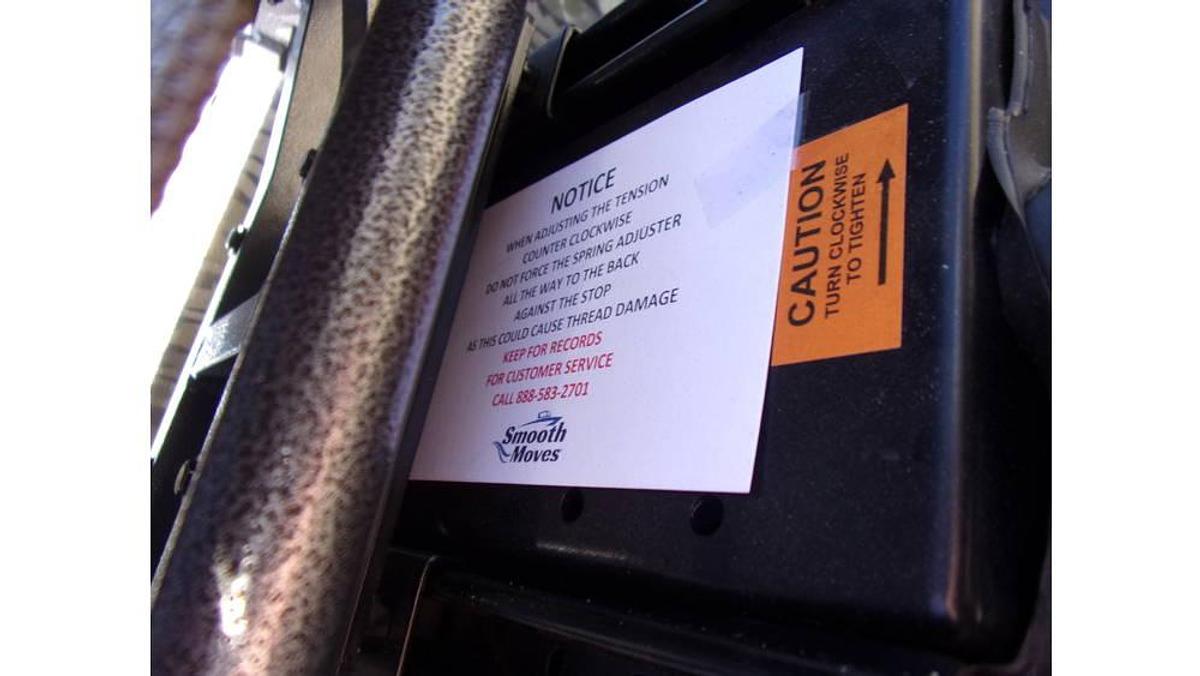 NOTICE
WHEN ADJUSTING THE TENSION
COUNTER CLOCKWISE
DO NOT FORCE THE SPRING ADJUSTER
ALL THE WAY TO THE BACK
AGAINST THE STOP
AS THIS COULD CAUSE THREAD DAMAGE
KEEP FOR RECORDS
FOR CUSTOMER SERVICE
CALL 888-583-2701
Smooth
Moves
CAUTION
TURN CLOCKWISE
TO TIGHTEN